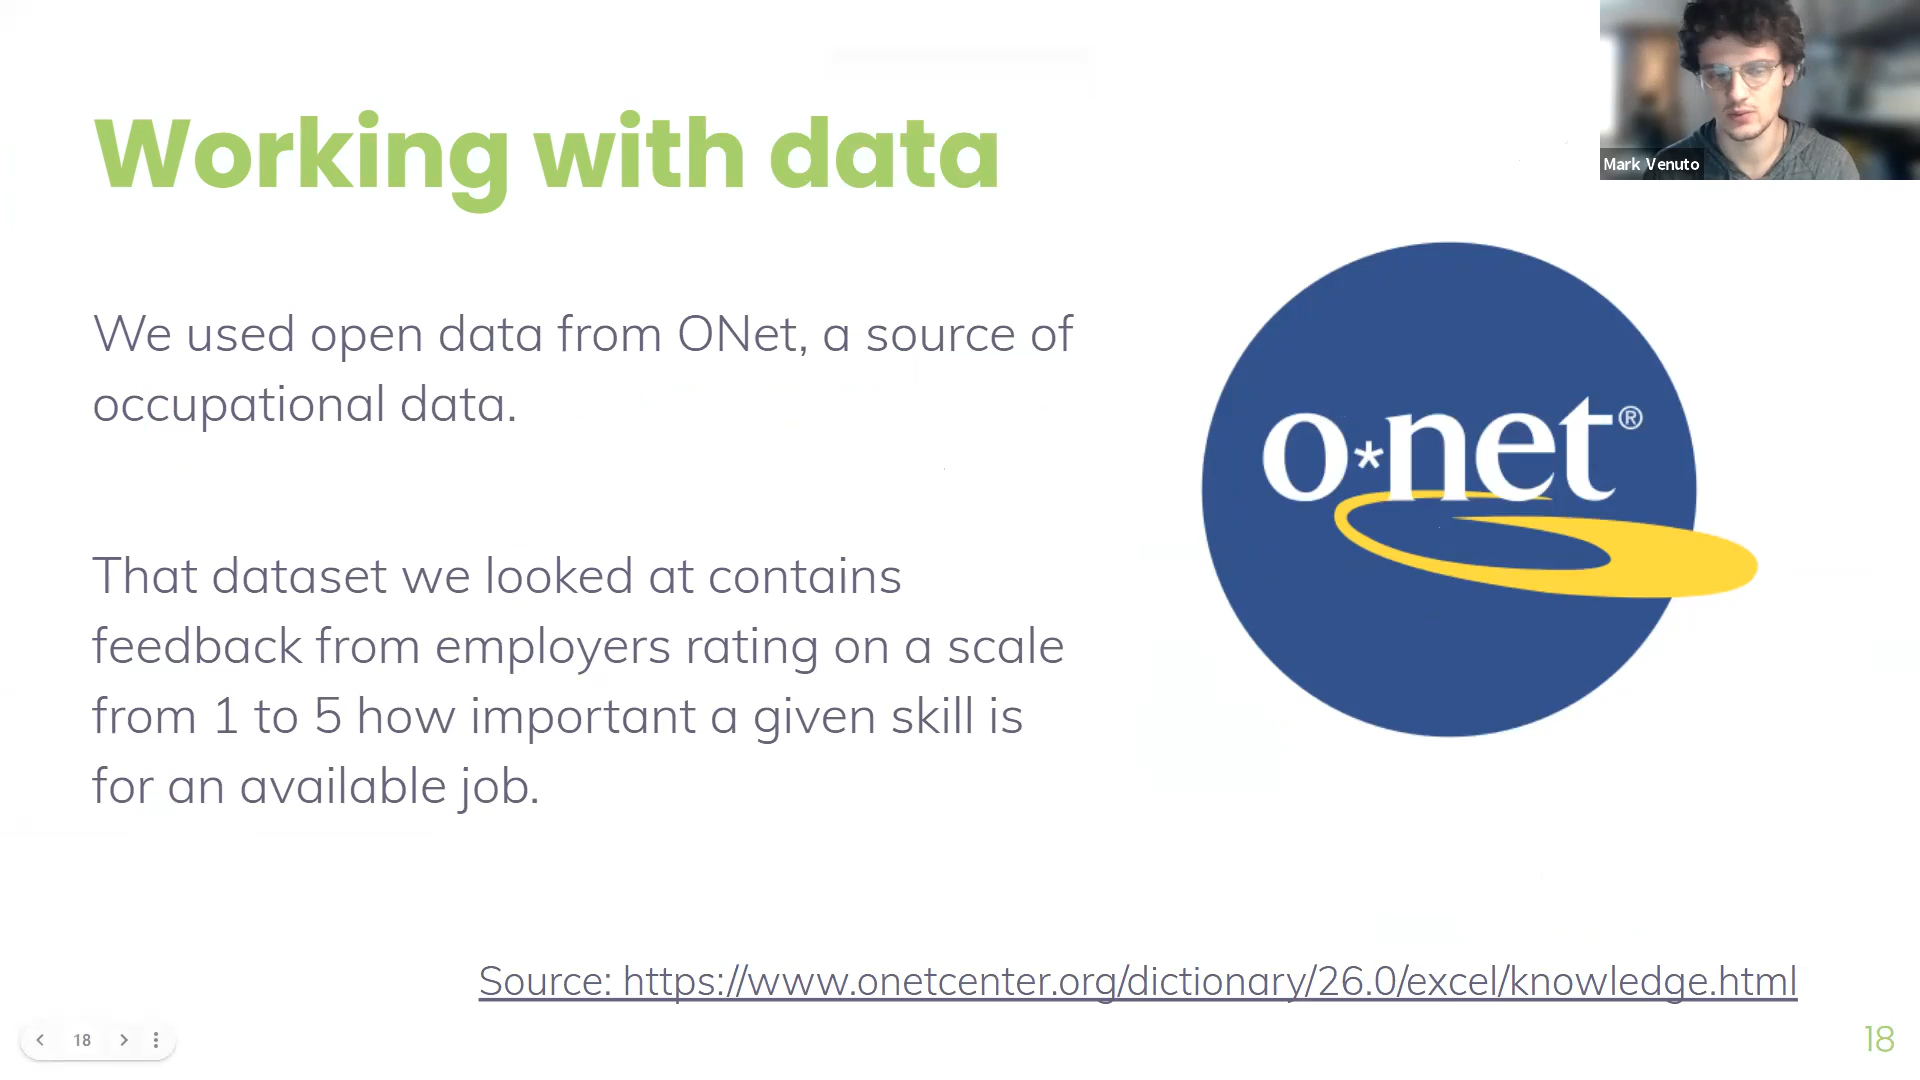 Working with data
Mark Venuto
We used open data from ONet, a source of
occupational data.
o*net®
That dataset we looked at contains
feedback from employers rating on a scale
from 1 to 5 how important a given skill is
for an available job.
Source: https://www.onetcenter.org/dictionary/26.0/excel/knowledge.html
18
18